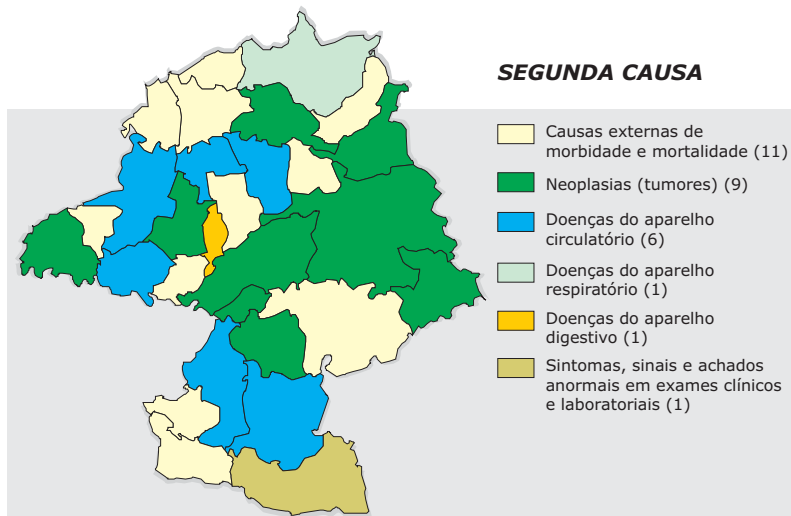 SEGUNDA CAUSA
Causas externas de
morbidade e mortalidade (11)
Neoplasias (tumores) (9)
Doenças do aparelho
circulatório (6)
Doenças do aparelho
respiratório (1)
Doenças do aparelho
digestivo (1)
Sintomas, sinais e achados
anormais em exames clínicos
e laboratoriais (1)